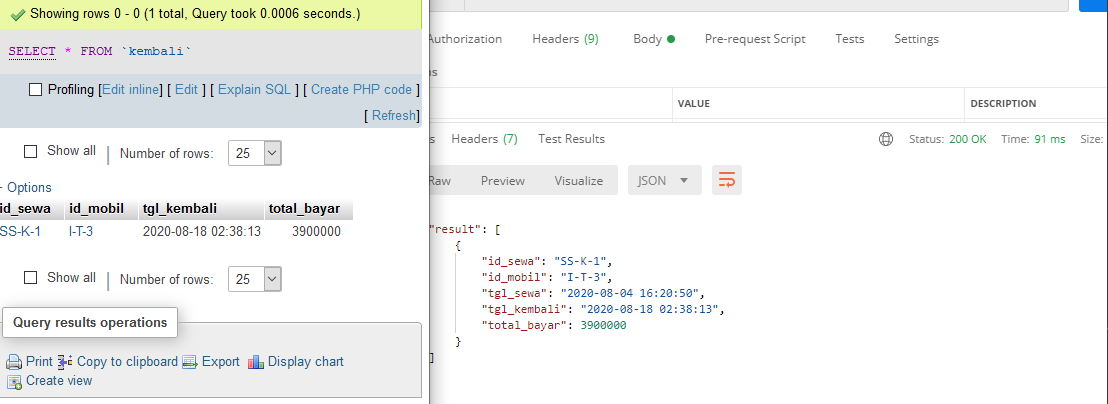 Showing rows 0 - 0 (1 total, Query took 0.0006 seconds.)
SELECT * FROM `kembali`
Profiling [Edit inline] [ Edit ] [ Explain SQL ] [ Create PHP code ]
[ Refresh]
Show all | Number of rows: 25
+ Options
id_sewa id_mobil tgl_kembali total_bayar
SS-K-1 I-T-3 2020-08-18 02:38:13 3900000
Show all | Number of rows: 25
Query results operations
Print Copy to clipboard Export Display chart
Create view
Authorization Headers (9) Body Pre-request Script Tests Settings
ms
VALUE DESCRIPTION
s Headers (7) Test Results Status: 200 OK Time: 91 ms Size:
Raw Preview Visualize JSON
"result": [
{
"id_sewa": "SS-K-1",
"id_mobil": "I-T-3",
"tgl_sewa": "2020-08-04 16:20:50",
"tgl_kembali": "2020-08-18 02:38:13",
"total_bayar": 3900000
}
]